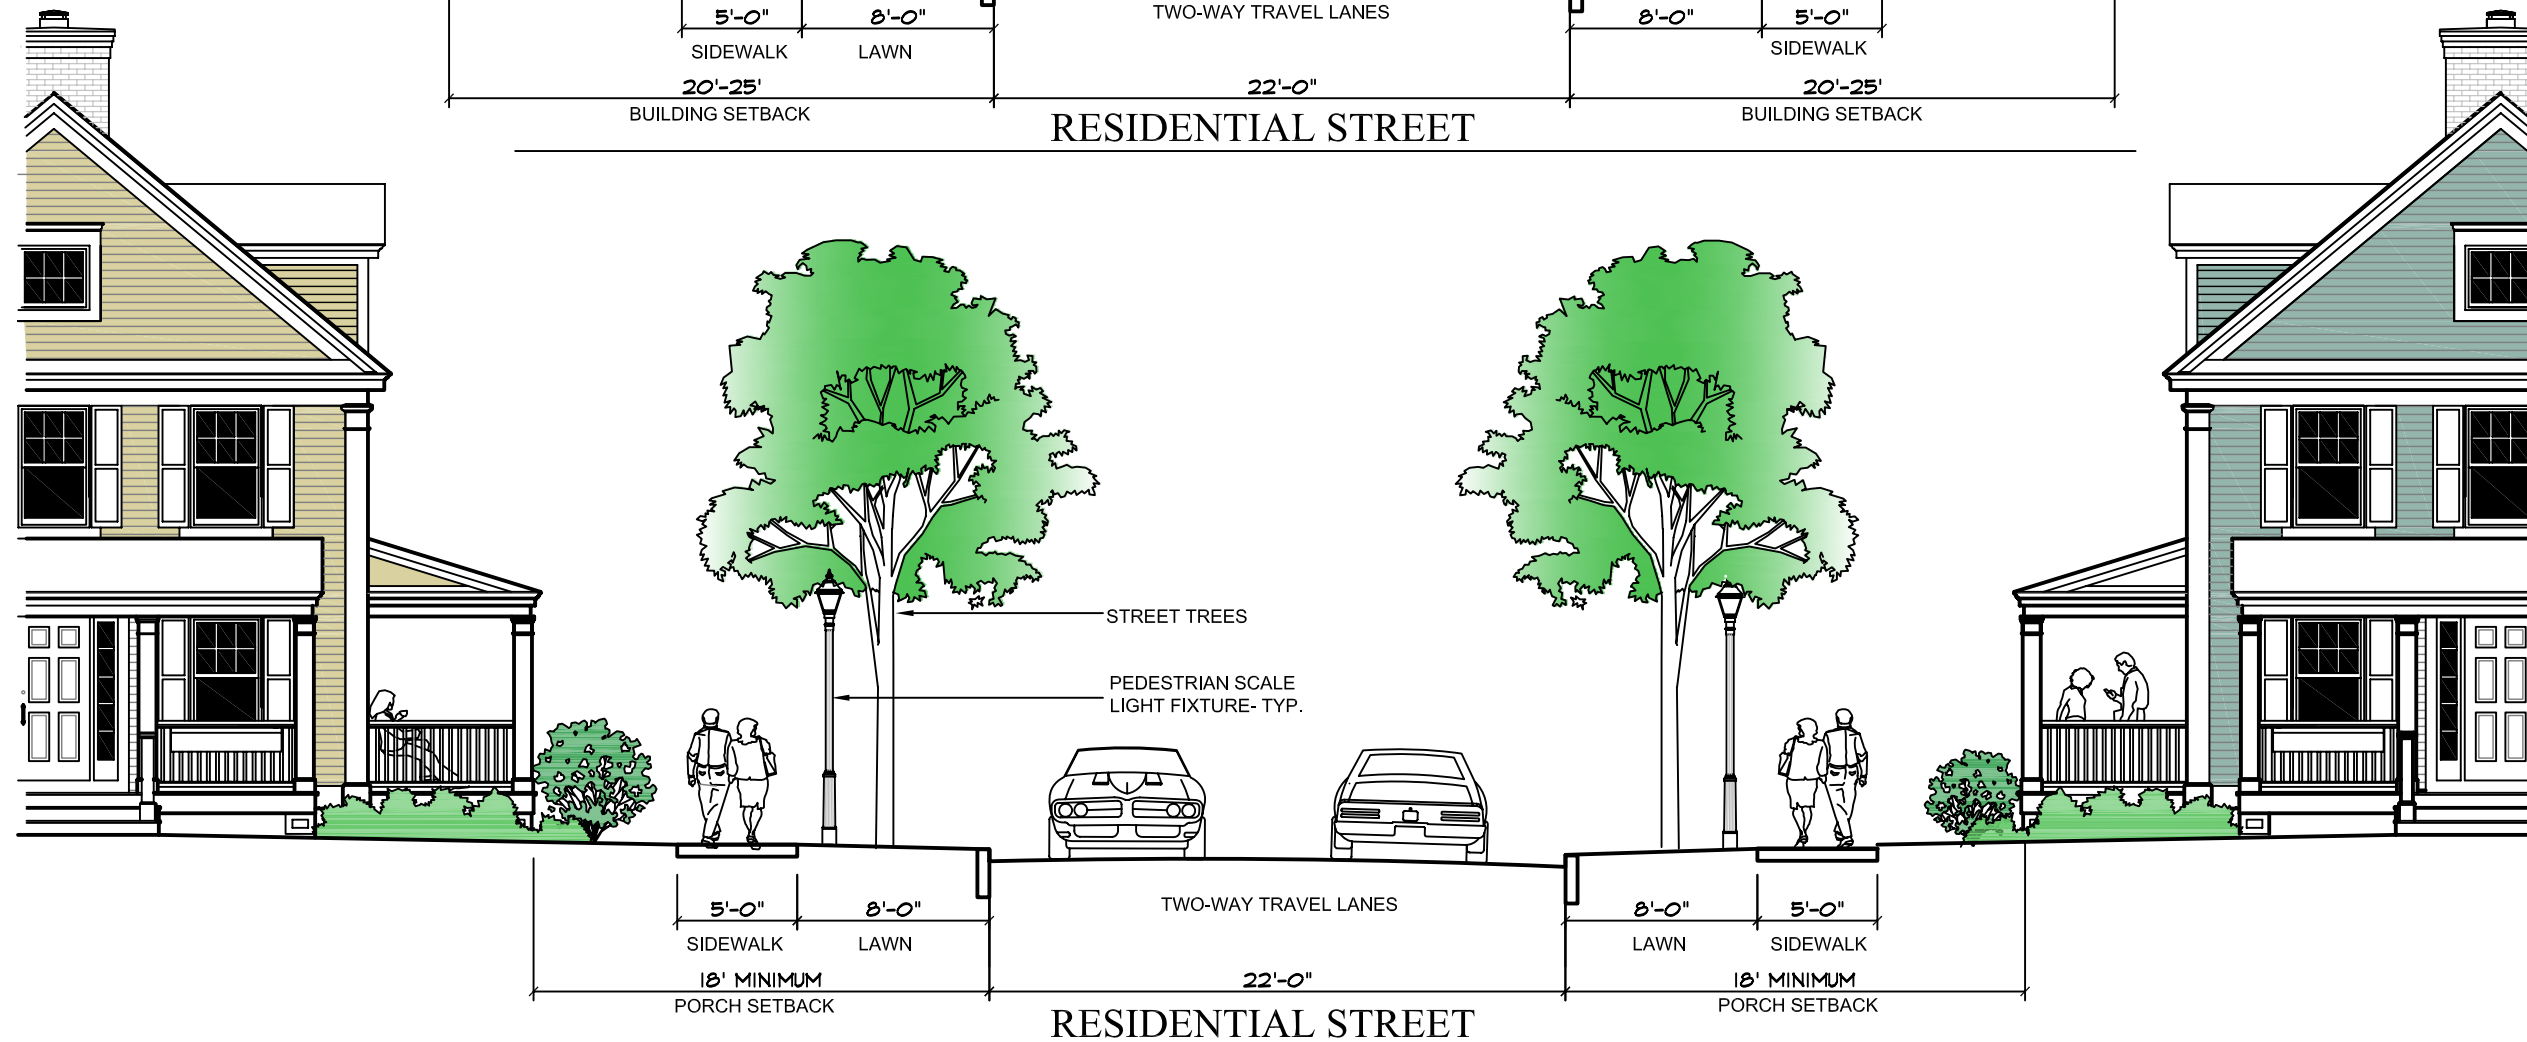 TWO-WAY TRAVEL LANES
5'-0" 8'-0" 8'-0" 5'-0"
SIDEWALK LAWN SIDEWALK
20'-25' 22'-0" 20'-25'
BUILDING SETBACK BUILDING SETBACK
RESIDENTIAL STREET
STREET TREES
PEDESTRIAN SCALE
LIGHT FIXTURE- TYP.
TWO-WAY TRAVEL LANES
5'-0" 8'-0" 8'-0" 5'-0"
SIDEWALK LAWN LAWN SIDEWALK
18' MINIMUM 22'-0" 18' MINIMUM
PORCH SETBACK PORCH SETBACK
RESIDENTIAL STREET